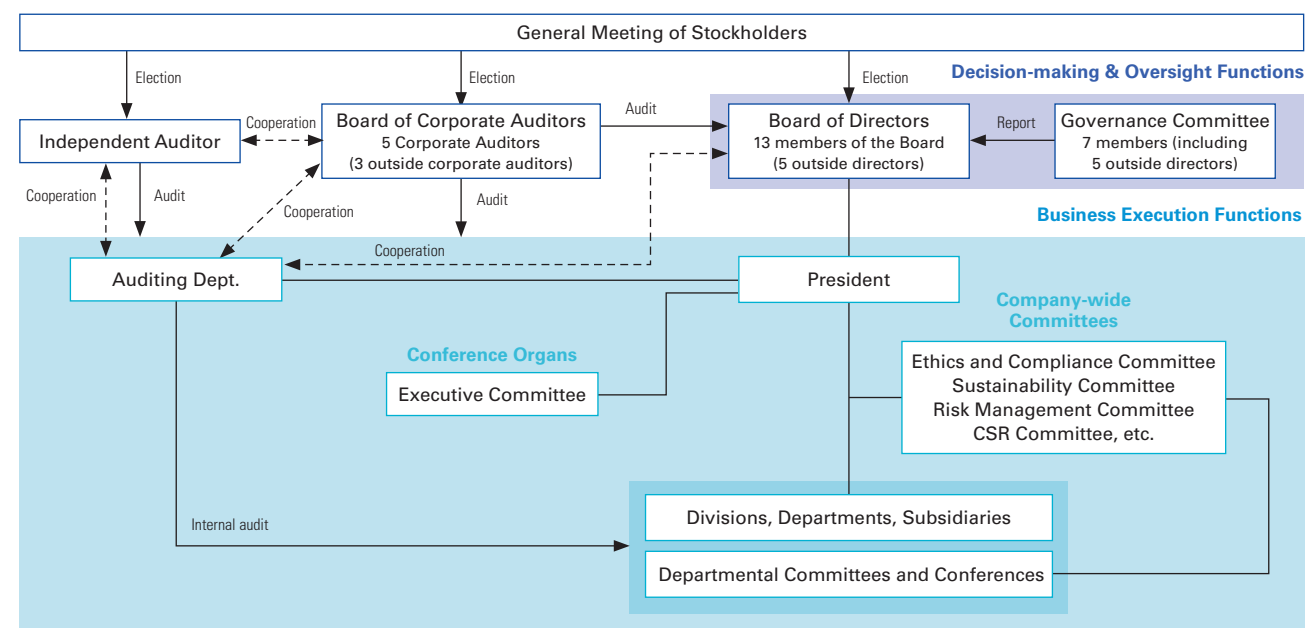 General Meeting of Stockholders
Election
Election
Election
Decision-making & Oversight Functions
Independent Auditor
Cooperation
Board of Corporate Auditors
5 Corporate Auditors
(3 outside corporate auditors)
Audit
Board of Directors
13 members of the Board
(5 outside directors)
Report
Governance Committee
7 members (including
5 outside directors)
Cooperation
Audit
Cooperation
Audit
Business Execution Functions
Cooperation
Auditing Dept.
President
Company-wide
Committees
Conference Organs
Executive Committee
Ethics and Compliance Committee
Sustainability Committee
Risk Management Committee
CSR Committee, etc.
Internal audit
Divisions, Departments, Subsidiaries
Departmental Committees and Conferences